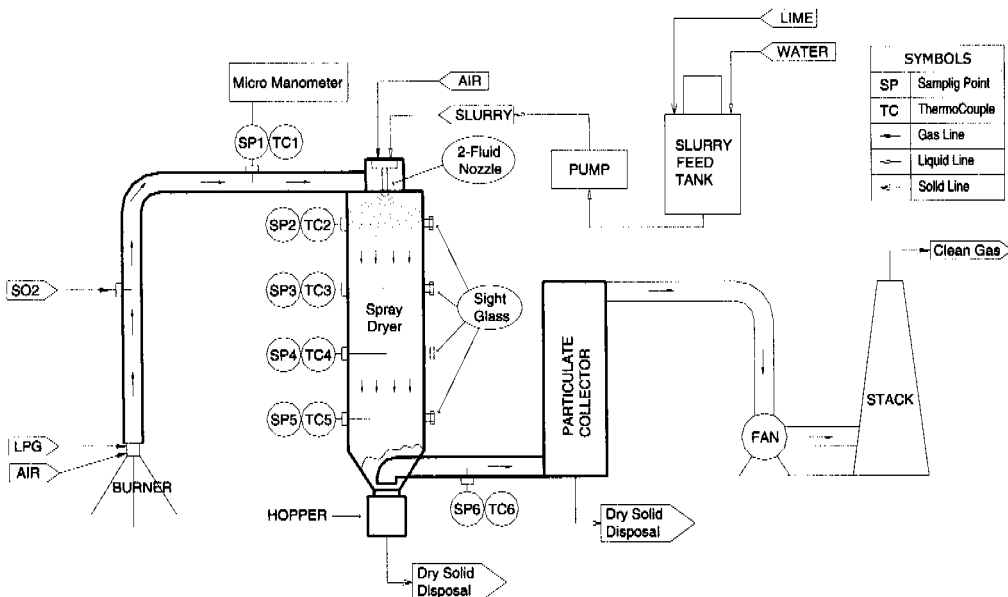 LIME
WATER
Micro Manometer
AIR
SLURRY
SP1 TC1
2-Fluid
Nozzle
PUMP
SLURRY
FEED
TANK
SYMBOLS
SP Samplig Point
TC ThermoCouple
Gas Line
Liquid Line
Solid Line
SP2 TC2
Clean Gas
SO2
SP3 TC3
Spray
Dryer
Sight
Glass
SP4 TC4
PARTICULATE
COLLECTOR
STACK
SP5 TC5
FAN
LPG
AIR
BURNER
HOPPER
SP6 TC6
Dry Solid
Disposal
Dry Solid
Disposal